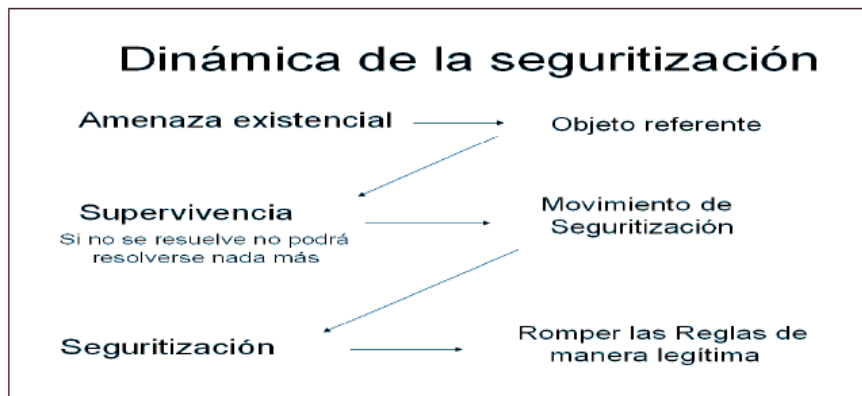 Dinámica de la seguritización
Amenaza existencial
Objeto referente
Supervivencia
Si no se resuelve no podrá
resolverse nada más
Movimiento de
Seguritización
Seguritización
Romper las Reglas de
manera legítima